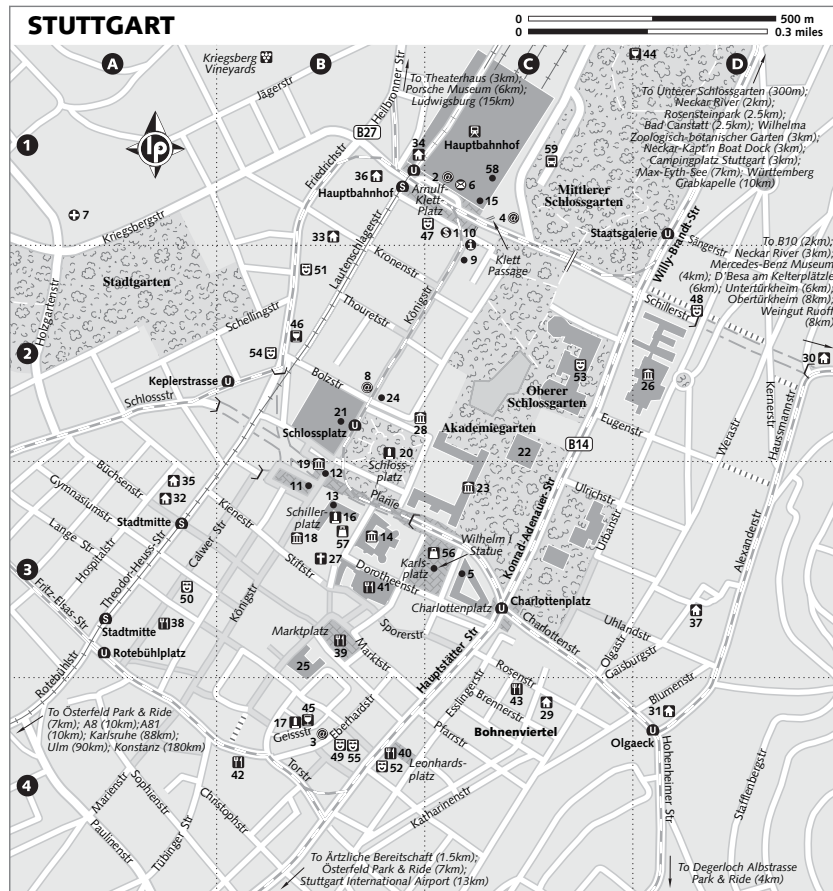 STUTTGART
0 500 m
0 0.3 miles
A
B
C
D
1
2
3
4
Kriegsberg
Vineyards
Jägerstr
Heilbronner Str
To Theaterhaus (3km);
Porsche Museum (6km);
Ludwigsburg (15km)
44
To Unterer Schlossgarten (300m);
Neckar River (2km);
Rosensteinpark (2.5km);
Bad Canstatt (2.5km); Wilhelma
Zoologisch-botanischer Garten (3km);
Neckar-Kapt'n Boat Dock (3km);
Campingplatz Stuttgart (3km);
Max-Eyth-See (7km); Württemberg
Grabkapelle (10km)
lp
B27
34
Hauptbahnhof
58
59
Mittlerer
Schlossgarten
Friedrichstr
36
Hauptbahnhof
2
6
Arnulf-
Klett-
Platz
15
4
7
Kriegsbergstr
33
47
1
10
9
Klett
Passage
Staatsgalerie
Willy-Brandt-Str
Sängerstr
To B10 (2km);
Neckar River (3km);
Mercedes-Benz Museum
(4km); D'Besa am Kelterplätzle
(6km); Untertürkheim (6km);
Obertürkheim (8km);
Weingut Ruoff
(8km)
Stadtgarten
Holzgartenstr
51
Lautenschlagerstr
Kronenstr
Königstr
Thouretstr
Schellingstr
46
54
Schillerstr
48
30
Keplerstrasse
Schlossstr
Bolzstr
8
24
21
Schlossplatz
28
53
26
Oberer
Schlossgarten
Akademiegarten
Eugenstr
B14
Kernerstr
Werastr
Haussmannstr
20
Schloss-
platz
22
19
12
11
Büchsenstr
35
32
Gymnasiumstr
Stadtmitte
Lange Str
Hospitalstr
Kienestr
Calwer Str
13
Schiller-
platz
16
18
57
Planie
14
23
Ulrichstr
Urbanstr
Konrad-Adenauer-Str
Alexanderstr
Wilhelm I
Statue
Stiftstr
27
Dorotheenstr
41
Karls-
platz
56
5
Charlottenplatz
Charlottenplatz
Fritz-Elsas-Str
Theodor-Heuss-Str
50
Königstr
38
Stadtmitte
Rotebühlplatz
Rotebühlstr
Marktplatz
39
25
Marktstr
Sporerstr
Hauptstätter Str
Charlottenstr
Uhlandstr
Olgastr
Gaisburgstr
37
Rosenstr
43
Esslingerstr
Brennerstr
29
Bohnenviertel
Blumenstr
31
Olgaeck
To Österfeld Park & Ride
(7km); A8 (10km);A81
(10km); Karlsruhe (88km);
Ulm (90km); Konstanz (180km)
17
45
Geissstr
3
Eberhardstr
49
55
40
52
Leonhards-
platz
Pfarrstr
42
Torstr
Katharinenstr
Hohenheimer Str
Stafflenbergstr
Marienstr
Sophienstr
Paulinenstr
Tübinger Str
Christophstr
To Ärtzliche Bereitschaft (1.5km);
Österfeld Park & Ride (7km);
Stuttgart International Airport (13km)
To Degerloch Albstrasse
Park & Ride (4km)